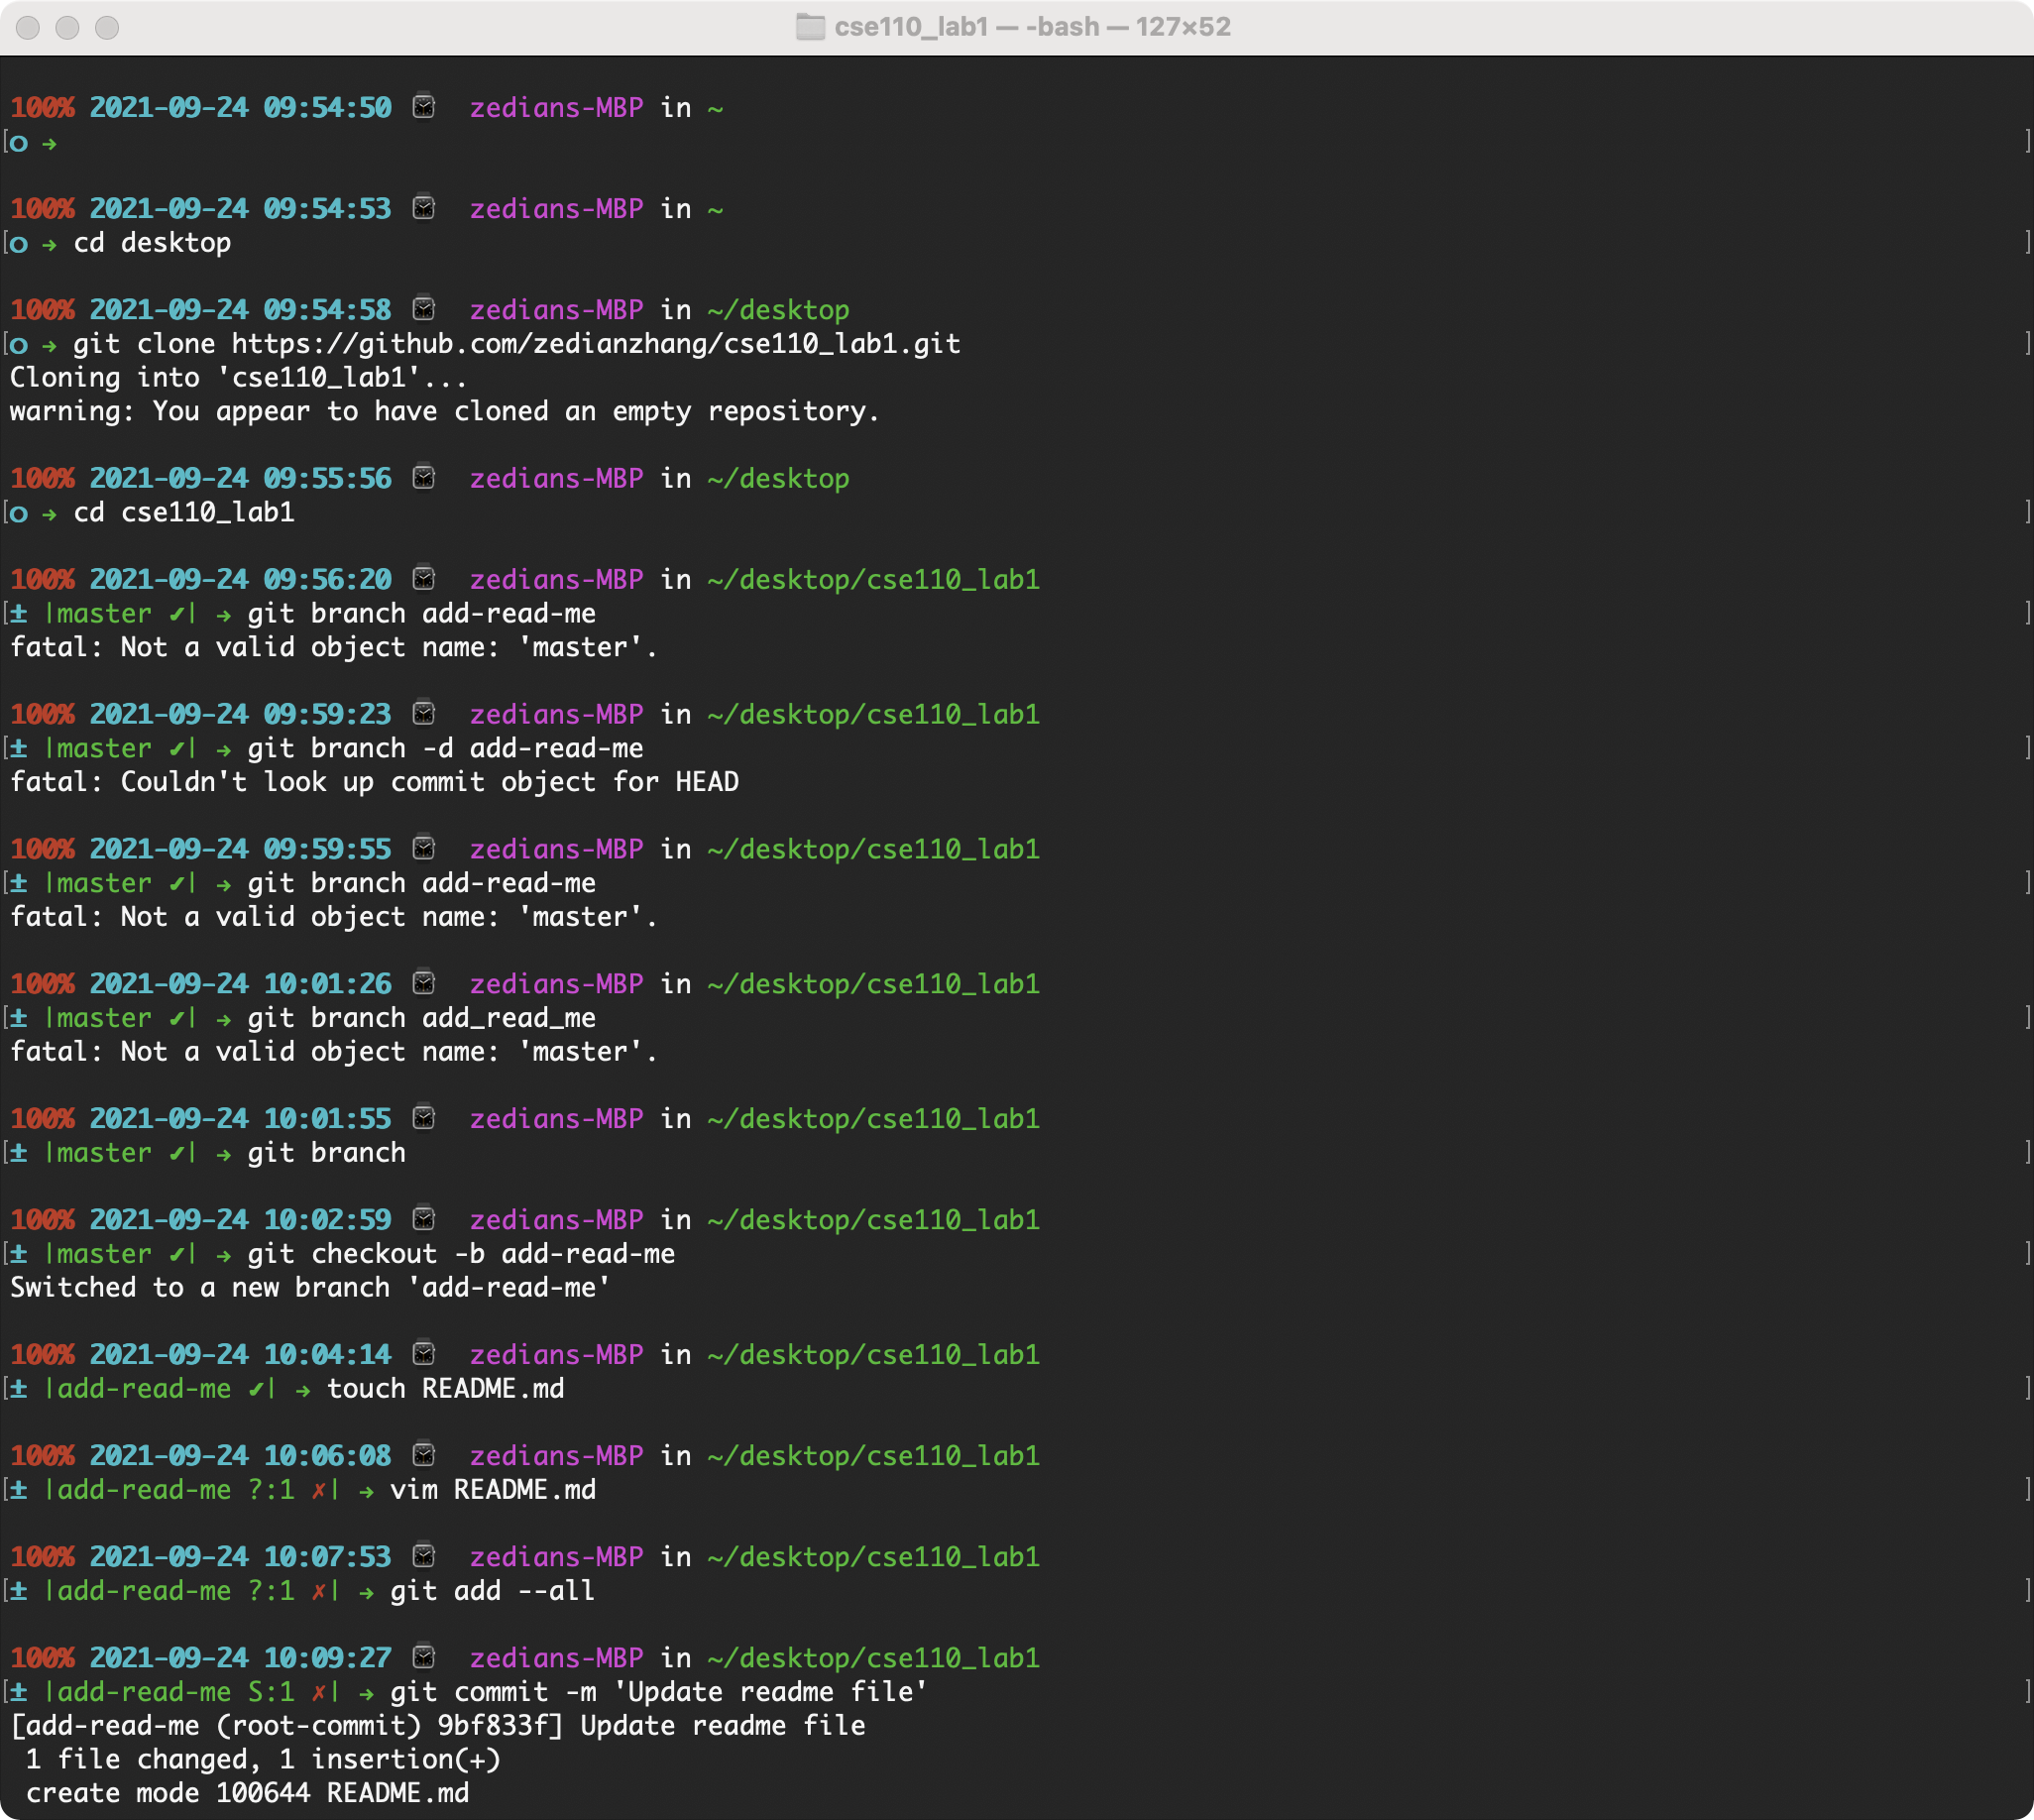 cse110_lab1 — -bash — 127×52
100% 2021-09-24 09:54:50 ⌚ zedians-MBP in ~
[o → ]
100% 2021-09-24 09:54:53 ⌚ zedians-MBP in ~
[o → cd desktop ]
100% 2021-09-24 09:54:58 ⌚ zedians-MBP in ~/desktop
[o → git clone https://github.com/zedianzhang/cse110_lab1.git ]
Cloning into 'cse110_lab1'...
warning: You appear to have cloned an empty repository.
100% 2021-09-24 09:55:56 ⌚ zedians-MBP in ~/desktop
[o → cd cse110_lab1 ]
100% 2021-09-24 09:56:20 ⌚ zedians-MBP in ~/desktop/cse110_lab1
[± |master ✓| → git branch add-read-me ]
fatal: Not a valid object name: 'master'.
100% 2021-09-24 09:59:23 ⌚ zedians-MBP in ~/desktop/cse110_lab1
[± |master ✓| → git branch -d add-read-me ]
fatal: Couldn't look up commit object for HEAD
100% 2021-09-24 09:59:55 ⌚ zedians-MBP in ~/desktop/cse110_lab1
[± |master ✓| → git branch add-read-me ]
fatal: Not a valid object name: 'master'.
100% 2021-09-24 10:01:26 ⌚ zedians-MBP in ~/desktop/cse110_lab1
[± |master ✓| → git branch add_read_me ]
fatal: Not a valid object name: 'master'.
100% 2021-09-24 10:01:55 ⌚ zedians-MBP in ~/desktop/cse110_lab1
[± |master ✓| → git branch ]
100% 2021-09-24 10:02:59 ⌚ zedians-MBP in ~/desktop/cse110_lab1
[± |master ✓| → git checkout -b add-read-me ]
Switched to a new branch 'add-read-me'
100% 2021-09-24 10:04:14 ⌚ zedians-MBP in ~/desktop/cse110_lab1
[± |add-read-me ✓| → touch README.md ]
100% 2021-09-24 10:06:08 ⌚ zedians-MBP in ~/desktop/cse110_lab1
[± |add-read-me ?:1 ✗| → vim README.md ]
100% 2021-09-24 10:07:53 ⌚ zedians-MBP in ~/desktop/cse110_lab1
[± |add-read-me ?:1 ✗| → git add --all ]
100% 2021-09-24 10:09:27 ⌚ zedians-MBP in ~/desktop/cse110_lab1
[± |add-read-me S:1 ✗| → git commit -m 'Update readme file' ]
[add-read-me (root-commit) 9bf833f] Update readme file
1 file changed, 1 insertion(+)
create mode 100644 README.md